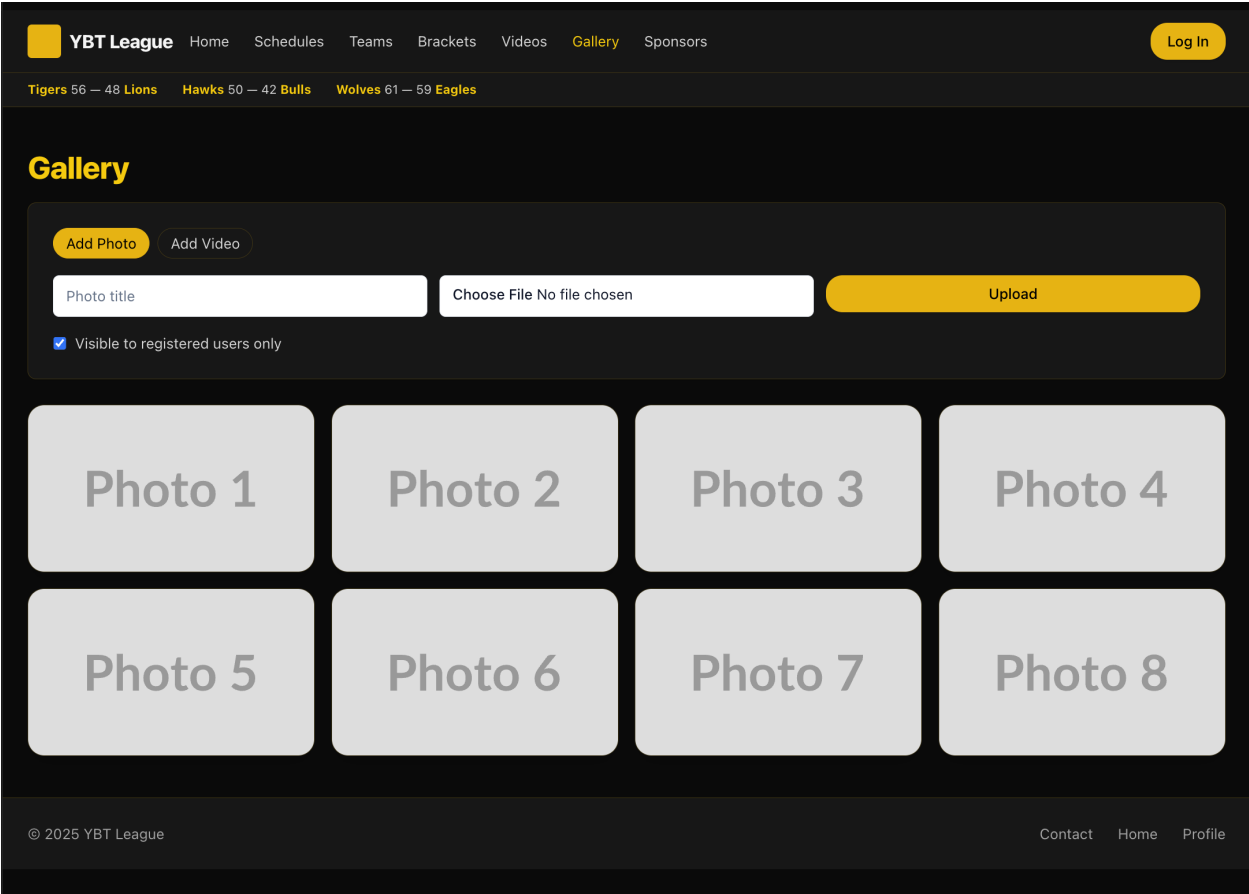 YBT League Home Schedules Teams Brackets Videos Gallery Sponsors Log In
Tigers 56 — 48 Lions Hawks 50 — 42 Bulls Wolves 61 — 59 Eagles
Gallery
Add Photo Add Video
Photo title Choose File No file chosen Upload
Visible to registered users only
Photo 1 Photo 2 Photo 3 Photo 4
Photo 5 Photo 6 Photo 7 Photo 8
© 2025 YBT League Contact Home Profile